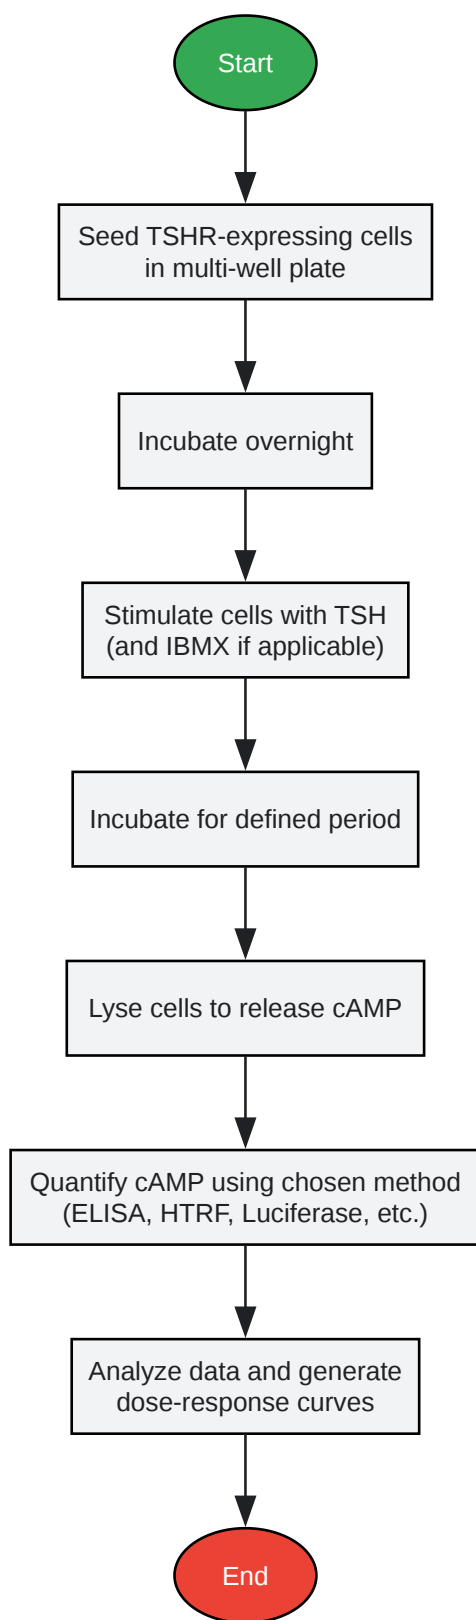 Start
Seed TSHR-expressing cells
in multi-well plate
Incubate overnight
Stimulate cells with TSH
(and IBMX if applicable)
Incubate for defined period
Lyse cells to release cAMP
Quantify cAMP using chosen method
(ELISA, HTRF, Luciferase, etc.)
Analyze data and generate
dose-response curves
End